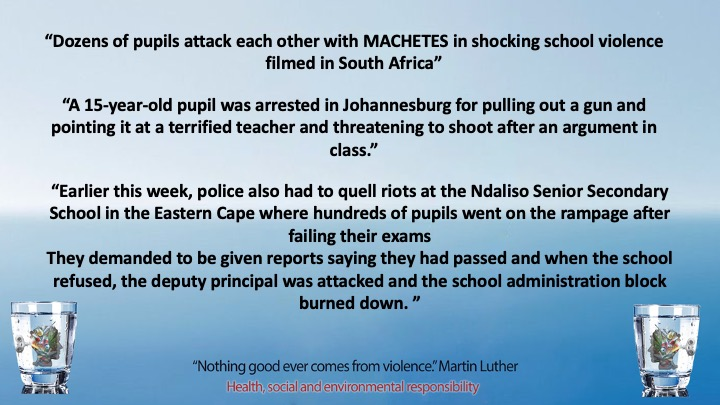 “Dozens of pupils attack each other with MACHETES in shocking school violence
filmed in South Africa”
“A 15-year-old pupil was arrested in Johannesburg for pulling out a gun and
pointing it at a terrified teacher and threatening to shoot after an argument in
class.”
“Earlier this week, police also had to quell riots at the Ndaliso Senior Secondary
School in the Eastern Cape where hundreds of pupils went on the rampage after
failing their exams
They demanded to be given reports saying they had passed and when the school
refused, the deputy principal was attacked and the school administration block
burned down. ”
“Nothing good ever comes from violence.” Martin Luther
Health, social and environmental responsibility